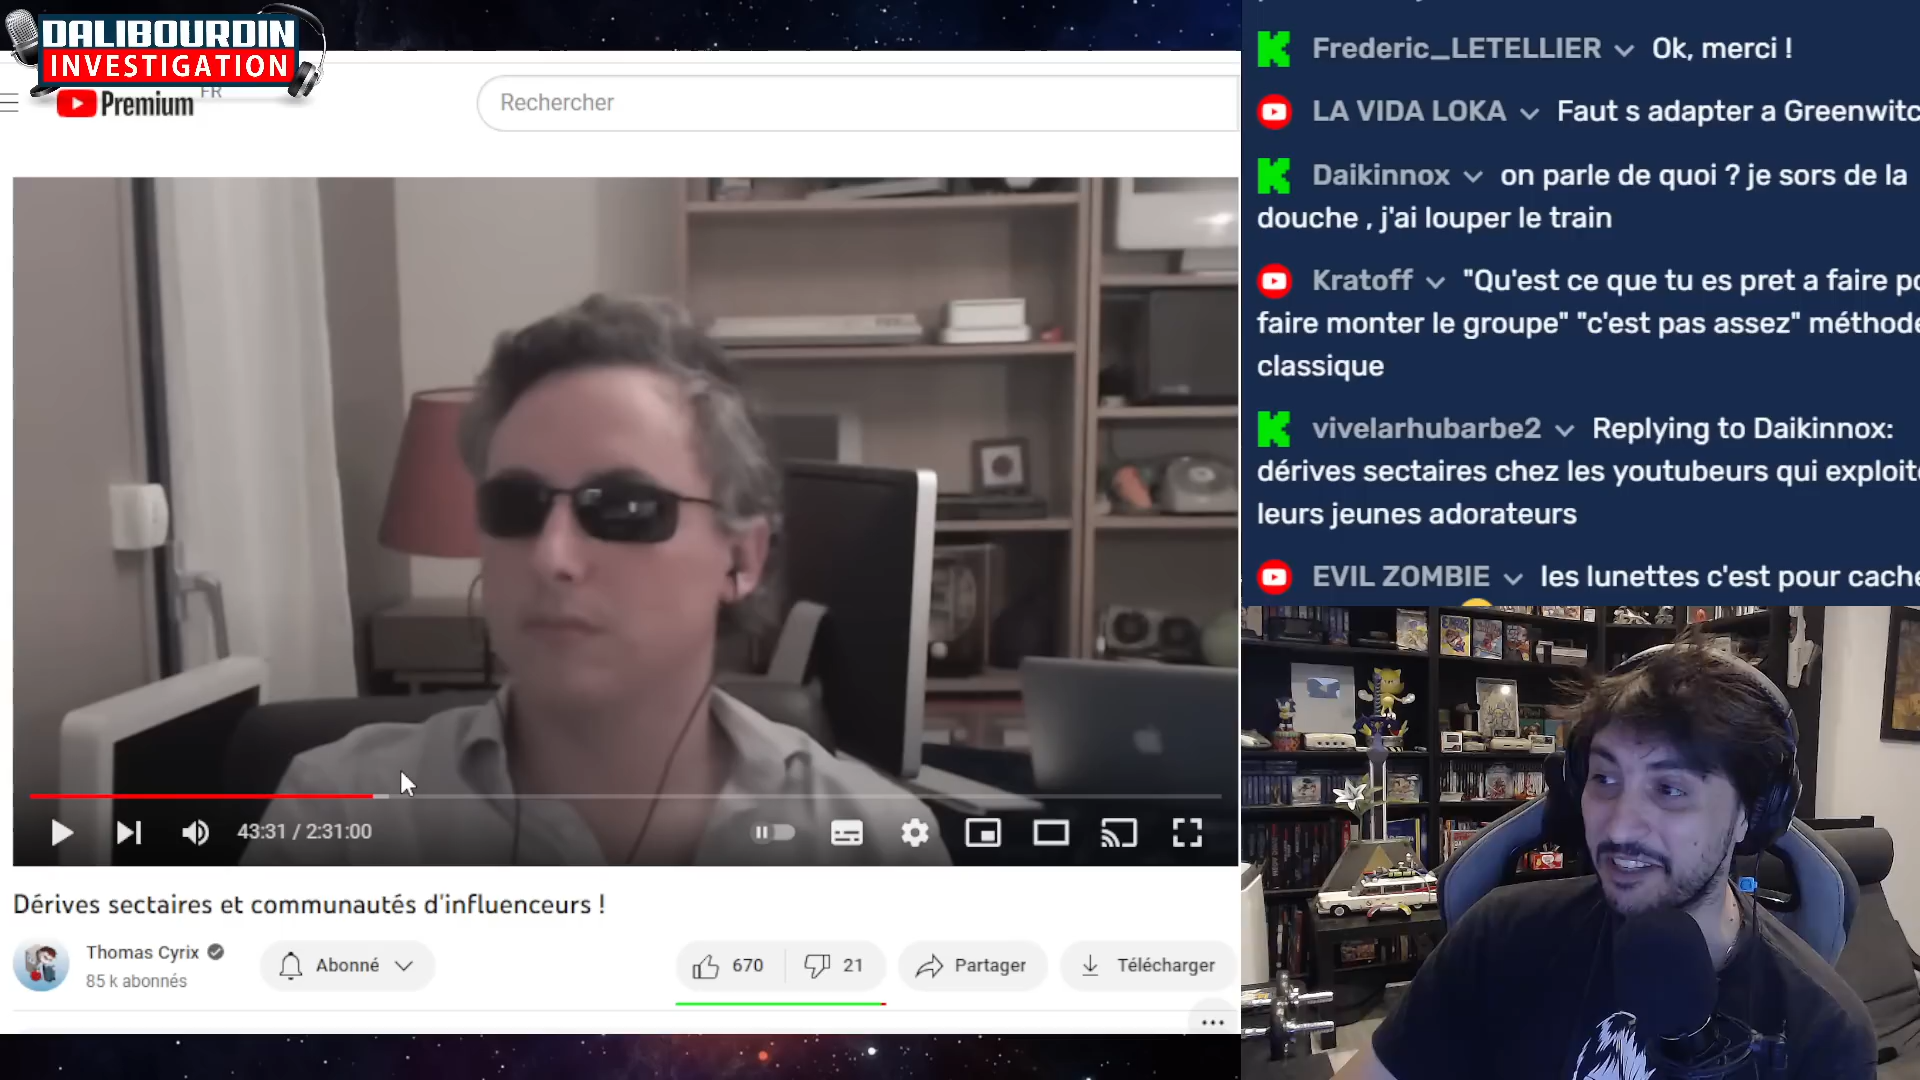 DALIBOURDIN
INVESTIGATION
Premium
FR
Rechercher
43:31 / 2:31:00
Dérives sectaires et communautés d'influenceurs !
Thomas Cyrix
85 k abonnés
Abonné
670
21
Partager
Télécharger
Frederic_LETELLIER Ok, merci !
LA VIDA LOKA Faut s adapter a Greenwitc
Daikinnox on parle de quoi ? je sors de la
douche , j'ai louper le train
Kratoff "Qu'est ce que tu es pret a faire po
faire monter le groupe" "c'est pas assez" méthode
classique
vivelarhubarbe2 Replying to Daikinnox:
dérives sectaires chez les youtubeurs qui exploite
leurs jeunes adorateurs
EVIL ZOMBIE les lunettes c'est pour cache